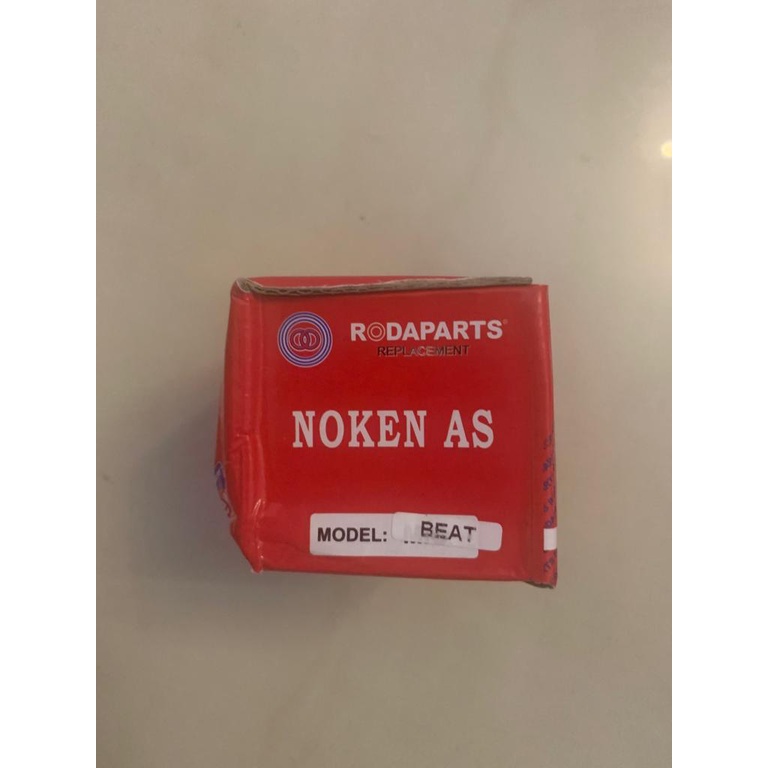 RODAPARTS®
REPLACEMENT
NOKEN AS
MODEL: BEAT